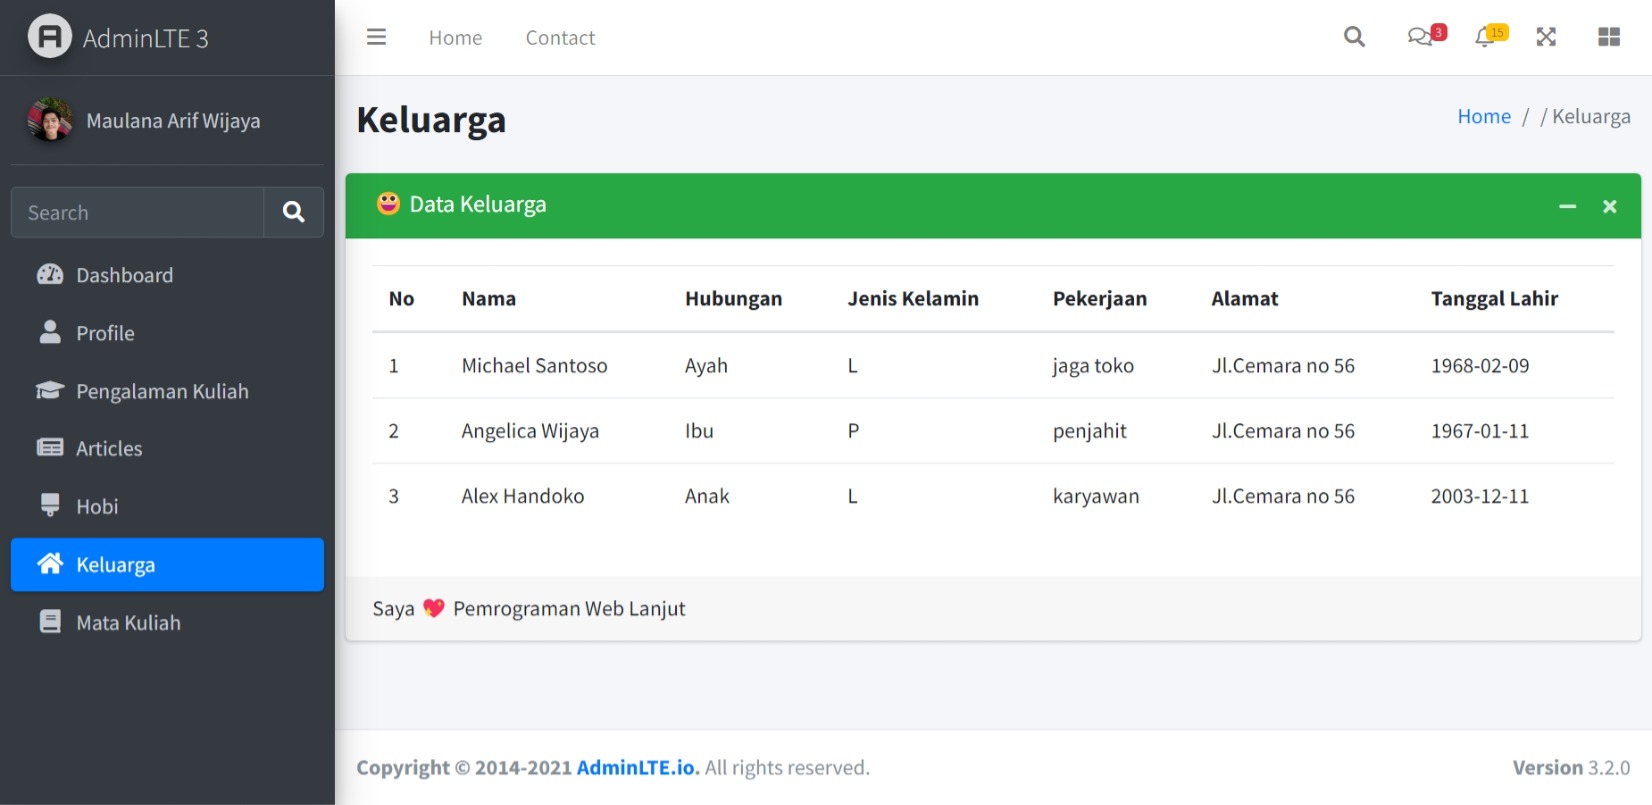 AdminLTE 3
Home Contact
3
15
Maulana Arif Wijaya
Search
Dashboard
Profile
Pengalaman Kuliah
Articles
Hobi
Keluarga
Mata Kuliah
Keluarga
Home / / Keluarga
Data Keluarga
No Nama Hubungan Jenis Kelamin Pekerjaan Alamat Tanggal Lahir
1 Michael Santoso Ayah L jaga toko Jl.Cemara no 56 1968-02-09
2 Angelica Wijaya Ibu P penjahit Jl.Cemara no 56 1967-01-11
3 Alex Handoko Anak L karyawan Jl.Cemara no 56 2003-12-11
Saya 💖 Pemrograman Web Lanjut
Copyright © 2014-2021 AdminLTE.io. All rights reserved.
Version 3.2.0